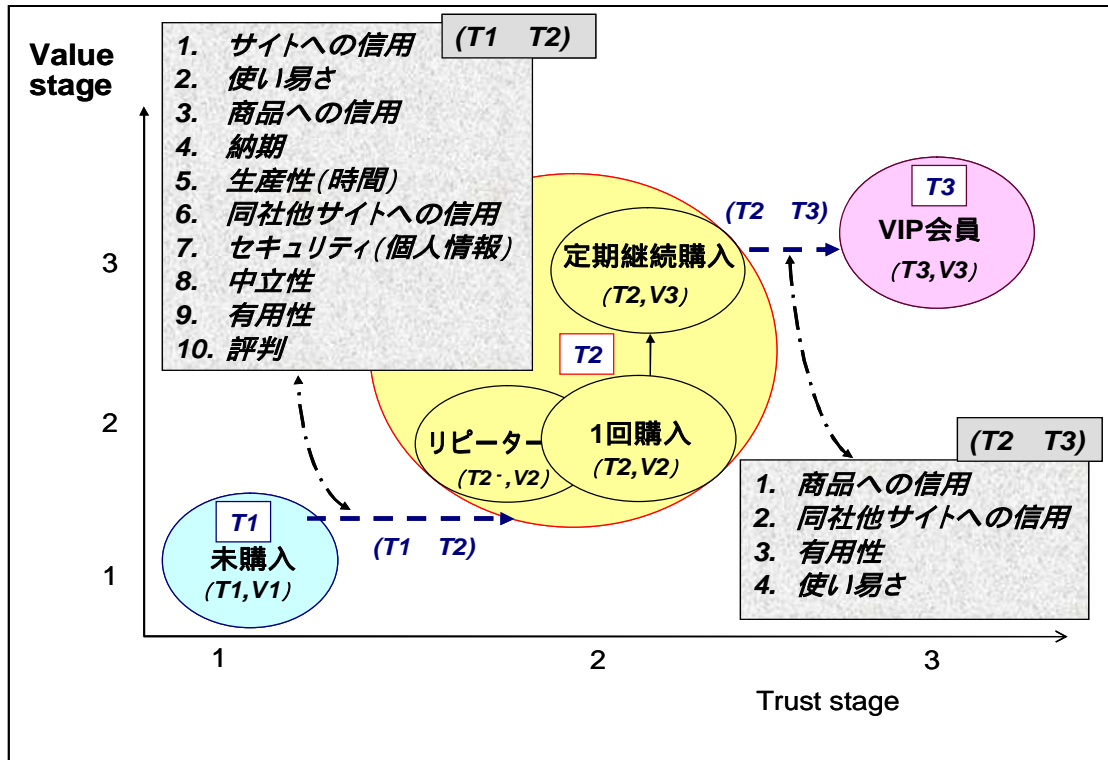 Value
stage
(T1 T2)
1. サイトへの信用
2. 使い易さ
3. 商品への信用
4. 納期
5. 生産性(時間)
6. 同社他サイトへの信用
7. セキュリティ(個人情報)
8. 中立性
9. 有用性
10. 評判
T3
VIP会員
(T3,V3)
(T2 T3)
定期継続購入
(T2,V3)
T2
リピーター
(T2-,V2)
1回購入
(T2,V2)
(T2 T3)
1. 商品への信用
2. 同社他サイトへの信用
3. 有用性
4. 使い易さ
T1
未購入
(T1,V1)
(T1 T2)
3
2
1
1
2
3
Trust stage